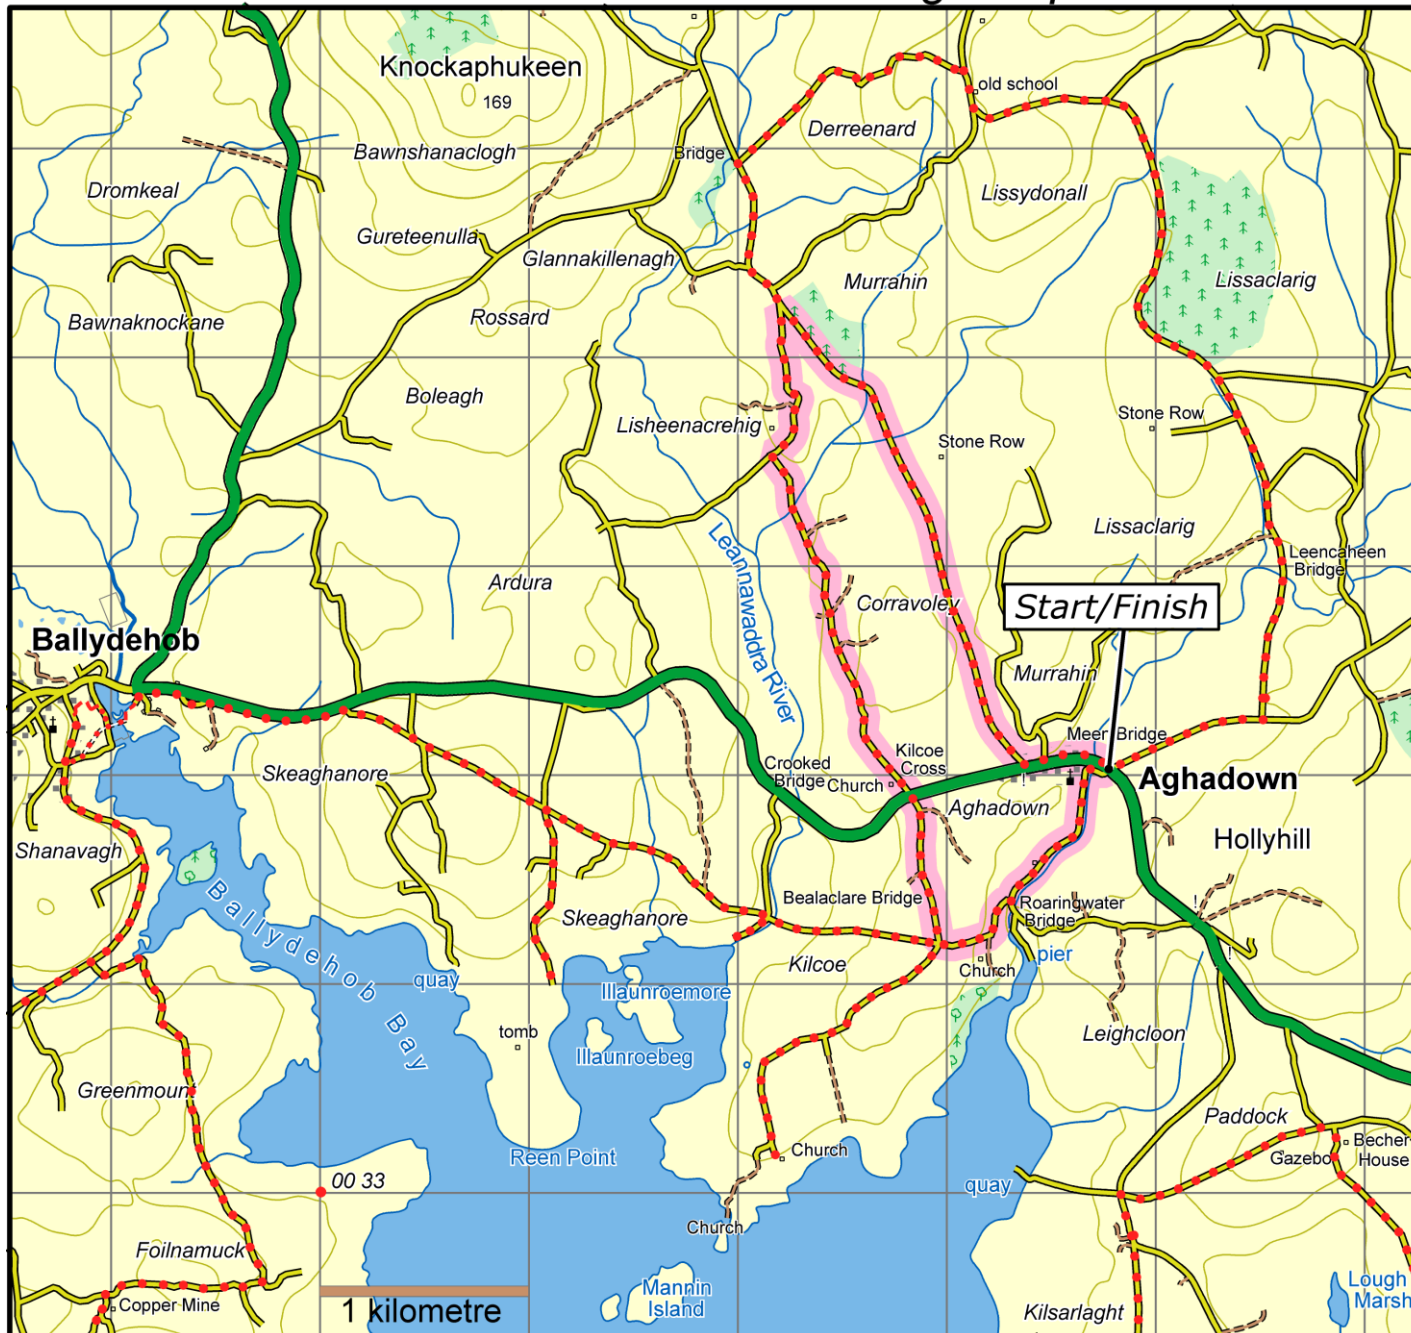 Knockaphukeen
169
old school
Derreenard
Bridge
Bawnshanaclogh
Dromkeal
Lissydonall
Gureteenulla
Glannakillenagh
Murrahin
Lissaclarig
Rossard
Bawnaknockane
Boleagh
Lisheenacrehig
Stone Row
Stone Row
Lissaclarig
Leannawaddra River
Leencaheen
Bridge
Ardura
Corravoley
Start/Finish
Ballydehob
Murrahin
Meer Bridge
Kilcoe
Cross
Crooked
Bridge
Church
Skeaghanore
Aghadown
Aghadown
Hollyhill
Shanavagh
Ballydehob Bay
Bealaclare Bridge
Roaringwater
Bridge
Skeaghanore
pier
Kilcoe
Church
quay
Illaunroemore
tomb
Illaunroebeg
Leighcloon
Greenmount
Paddock
Becher
House
Gazebo
Reen Point
Church
00 33
quay
Church
Foilnamuck
Mannin
Island
Lough
Marsh
Copper Mine
1 kilometre
Kilsarlaght